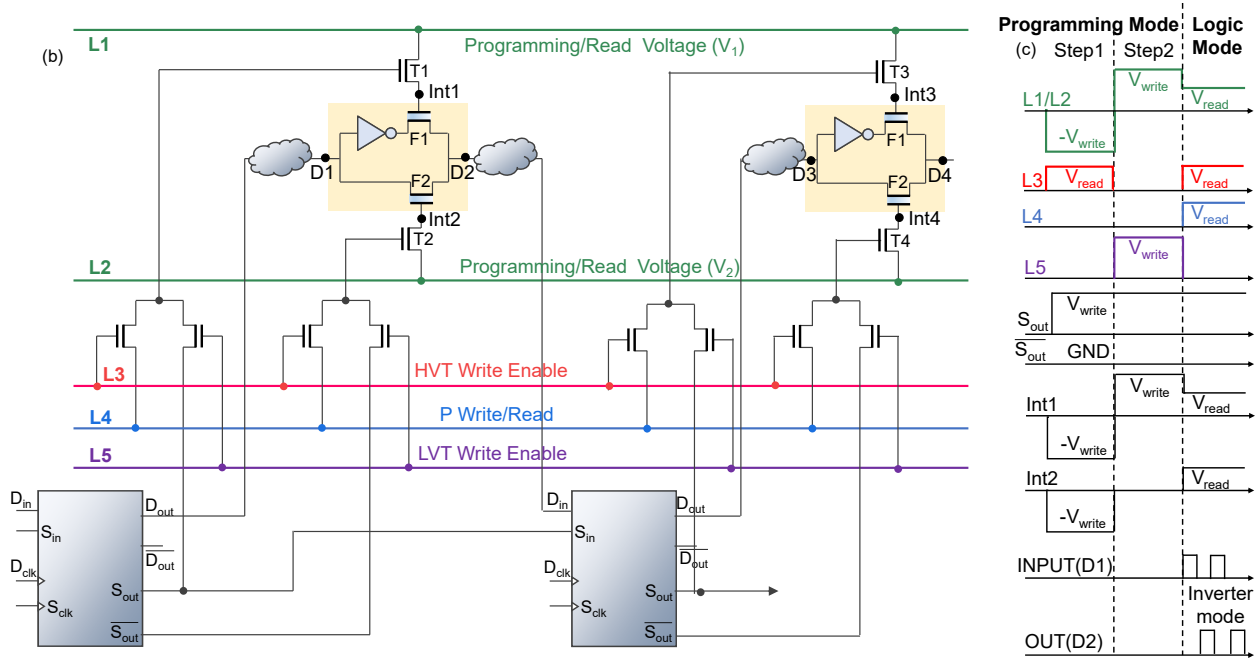 (b)
L1
Programming/Read Voltage (V1)
T1
Int1
F1
D1
D2
F2
Int2
T2
T3
Int3
F1
D3
D4
F2
Int4
T4
L2
Programming/Read Voltage (V2)
L3
HVT Write Enable
L4
P Write/Read
L5
LVT Write Enable
Din
Sin
Dclk
Sclk
Dout
Dout
Sout
Sout
Din
Sin
Dclk
Sclk
Dout
Dout
Sout
Sout
Programming Mode
Logic Mode
(c)
Step1
Step2
L1/L2
-Vwrite
Vwrite
Vread
L3
Vread
Vread
L4
Vread
L5
Vwrite
Sout
Vwrite
Sout
GND
Int1
-Vwrite
Vwrite
Vread
Int2
-Vwrite
Vread
INPUT(D1)
Inverter
mode
OUT(D2)